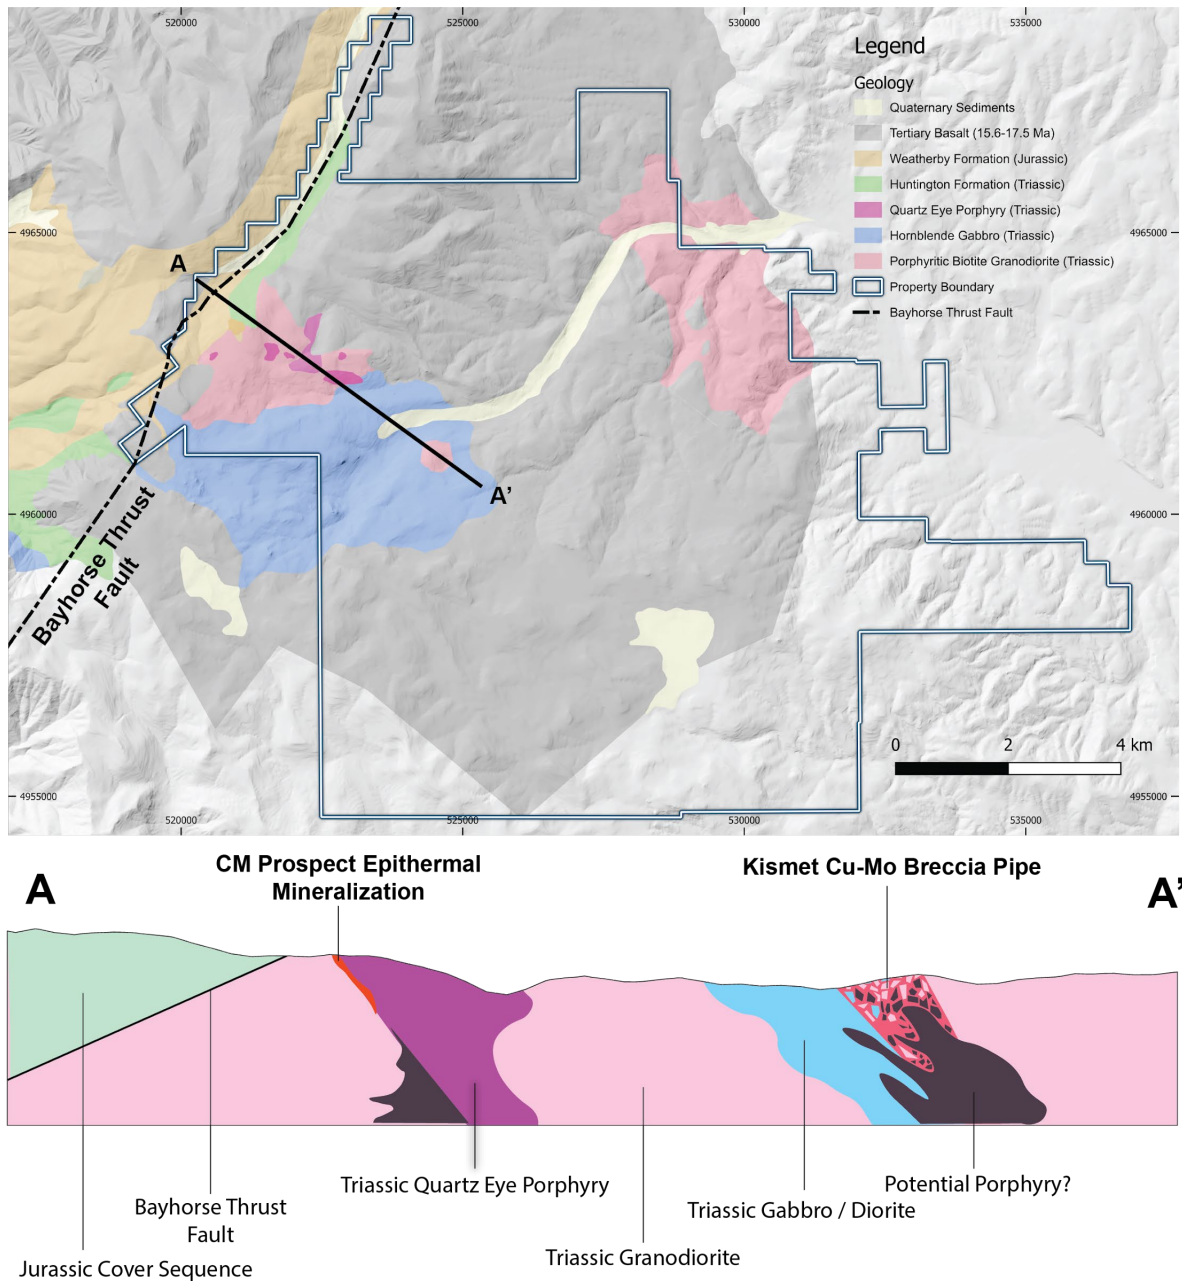 520000
525000
530000
535000
Legend
Geology
Quaternary Sediments
Tertiary Basalt (15.6-17.5 Ma)
Weatherby Formation (Jurassic)
Huntington Formation (Triassic)
Quartz Eye Porphyry (Triassic)
Hornblende Gabbro (Triassic)
Porphyritic Biotite Granodiorite (Triassic)
Property Boundary
Bayhorse Thrust Fault
4965000
4965000
A
A'
4960000
4960000
Bayhorse Thrust
Fault
0
2
4 km
4955000
4955000
520000
525000
530000
535000
CM Prospect Epithermal
Mineralization
Kismet Cu-Mo Breccia Pipe
A
A'
Triassic Quartz Eye Porphyry
Potential Porphyry?
Bayhorse Thrust
Fault
Triassic Gabbro / Diorite
Triassic Granodiorite
Jurassic Cover Sequence